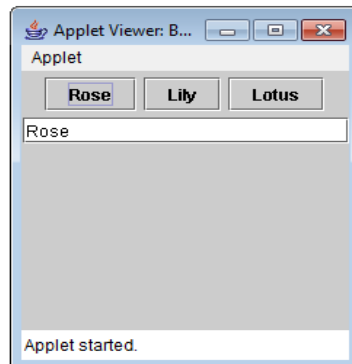 Applet Viewer: B...
Applet
Rose Lily Lotus
Rose
Applet started.